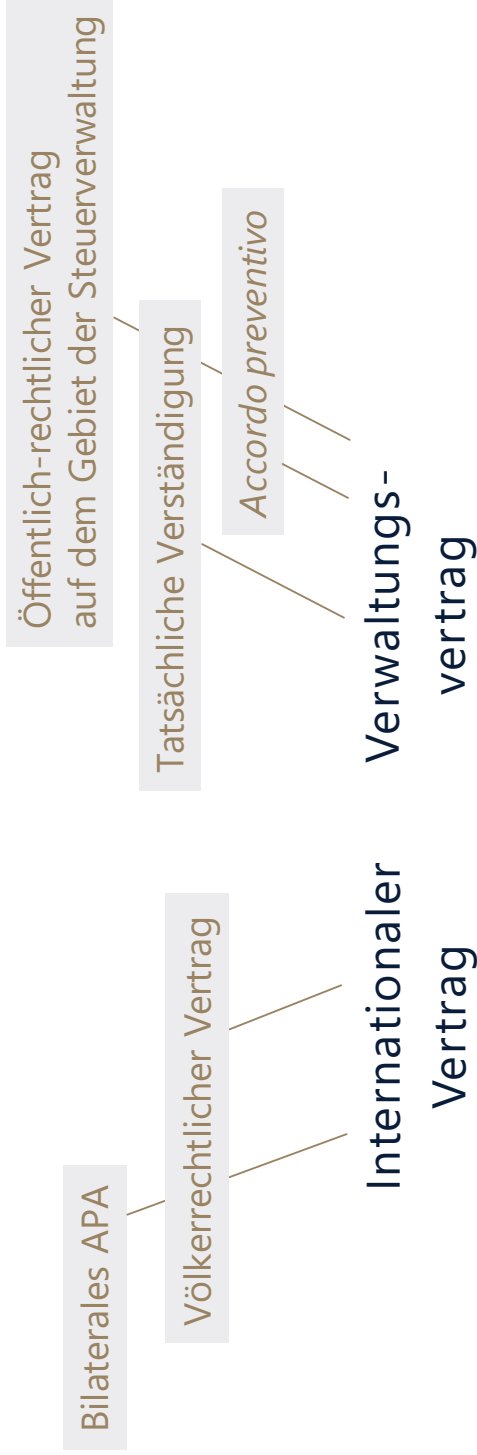 Bilaterales APA
Völkerrechtlicher Vertrag
Internationaler
Vertrag
Öffentlich-rechtlicher Vertrag
auf dem Gebiet der Steuerverwaltung
Tatsächliche Verständigung
Accordo preventivo
Verwaltungs-
vertrag